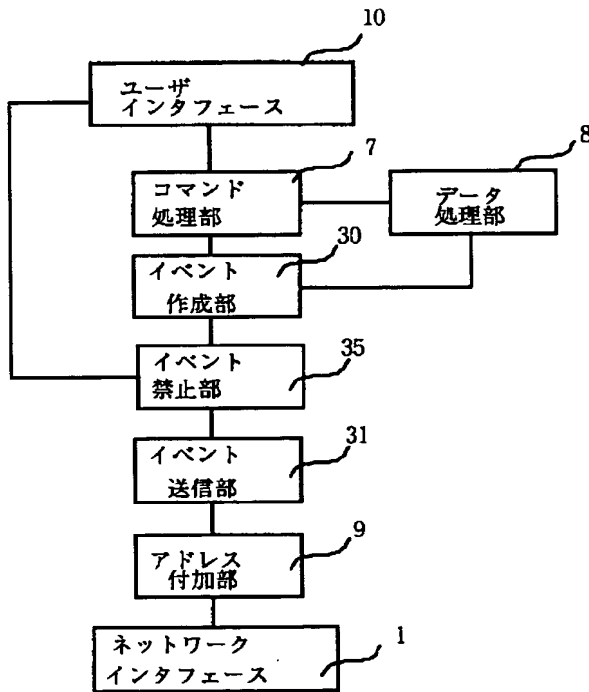 10
ユーザ
インタフェース
7
8
コマンド
処理部
データ
処理部
30
イベント
作成部
イベント
禁止部
35
イベント
送信部
31
アドレス
付加部
9
ネットワーク
インタフェース
1